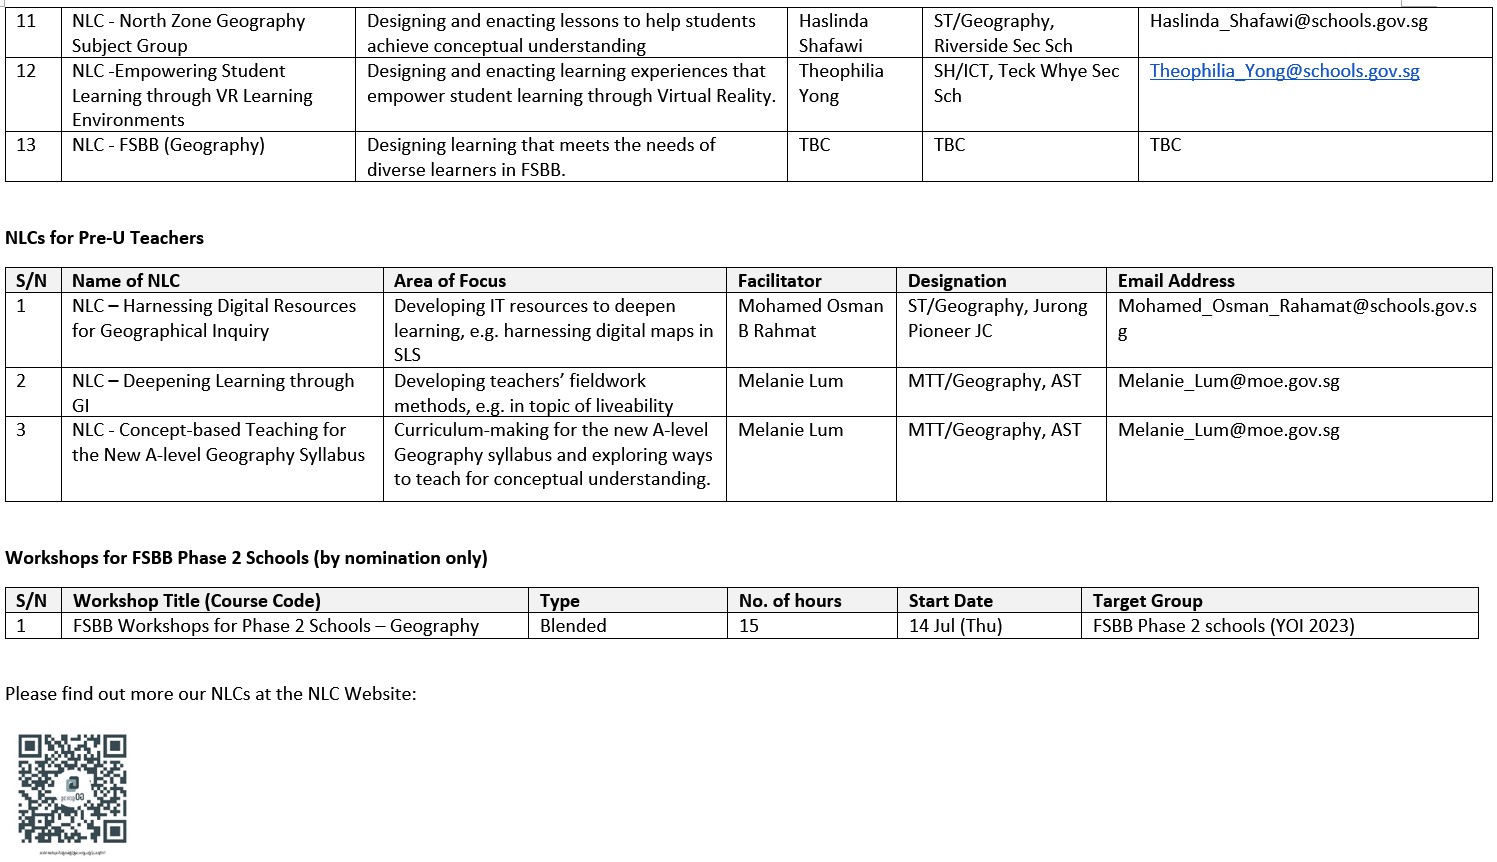 11 NLC - North Zone Geography Designing and enacting lessons to help students Haslinda ST/Geography, Haslinda_Shafawi@schools.gov.sg
Subject Group achieve conceptual understanding Shafawi Riverside Sec Sch
12 NLC -Empowering Student Designing and enacting learning experiences that Theophilia SH/ICT, Teck Whye Sec Theophilia_Yong@schools.gov.sg
Learning through VR Learning empower student learning through Virtual Reality. Yong Sch
Environments
13 NLC - FSBB (Geography) Designing learning that meets the needs of TBC TBC TBC
diverse learners in FSBB.
NLCs for Pre-U Teachers
S/N Name of NLC Area of Focus Facilitator Designation Email Address
1 NLC – Harnessing Digital Resources Developing IT resources to deepen Mohamed Osman ST/Geography, Jurong Mohamed_Osman_Rahamat@schools.gov.s
for Geographical Inquiry learning, e.g. harnessing digital maps in B Rahmat Pioneer JC g
SLS
2 NLC – Deepening Learning through Developing teachers’ fieldwork Melanie Lum MTT/Geography, AST Melanie_Lum@moe.gov.sg
GI methods, e.g. in topic of liveability
3 NLC - Concept-based Teaching for Curriculum-making for the new A-level Melanie Lum MTT/Geography, AST Melanie_Lum@moe.gov.sg
the New A-level Geography Syllabus Geography syllabus and exploring ways
to teach for conceptual understanding.
Workshops for FSBB Phase 2 Schools (by nomination only)
S/N Workshop Title (Course Code) Type No. of hours Start Date Target Group
1 FSBB Workshops for Phase 2 Schools – Geography Blended 15 14 Jul (Thu) FSBB Phase 2 schools (YOI 2023)
Please find out more our NLCs at the NLC Website: